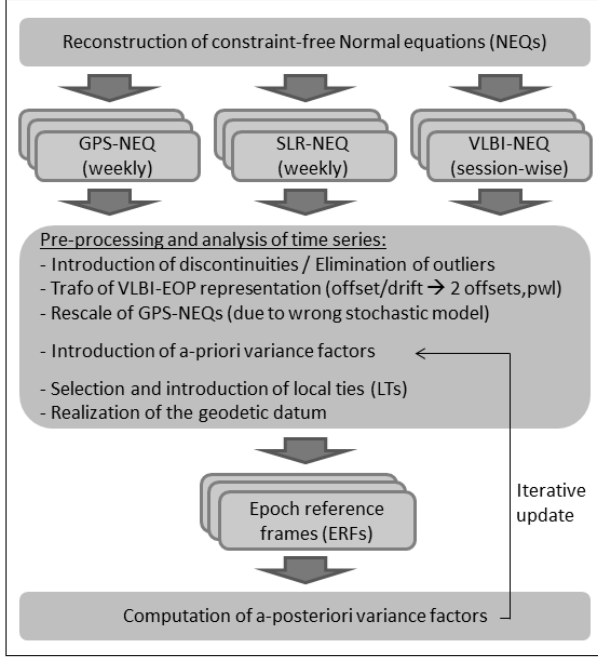 Reconstruction of constraint-free Normal equations (NEQs)
GPS-NEQ
(weekly)
SLR-NEQ
(weekly)
VLBI-NEQ
(session-wise)
Pre-processing and analysis of time series:
- Introduction of discontinuities / Elimination of outliers
- Trafo of VLBI-EOP representation (offset/drift → 2 offsets,pwl)
- Rescale of GPS-NEQs (due to wrong stochastic model)
- Introduction of a-priori variance factors
- Selection and introduction of local ties (LTs)
- Realization of the geodetic datum
Iterative
update
Epoch reference
frames (ERFs)
Computation of a-posteriori variance factors